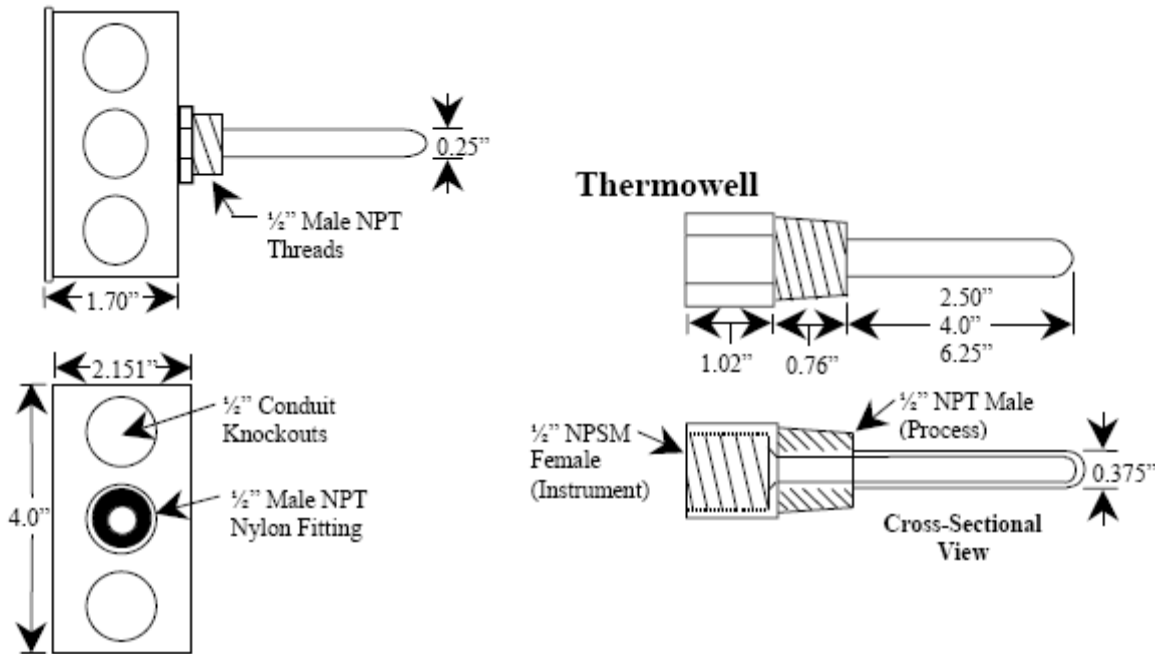 0.25”
½” Male NPT
Threads
1.70”
2.151”
½” Conduit
Knockouts
½” Male NPT
Nylon Fitting
4.0”
Thermowell
2.50”
4.0”
6.25”
1.02”
0.76”
½” NPT Male
(Process)
½” NPSM
Female
(Instrument)
0.375”
Cross-Sectional
View